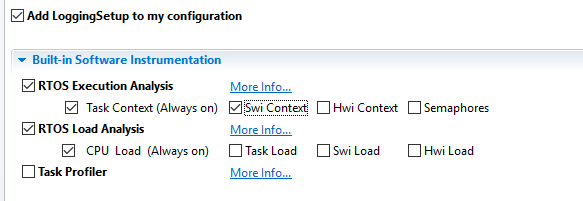 Add LoggingSetup to my configuration
Built-in Software Instrumentation
RTOS Execution Analysis More Info...
Task Context (Always on) Swi Context Hwi Context Semaphores
RTOS Load Analysis More Info...
CPU Load (Always on) Task Load Swi Load Hwi Load
Task Profiler More Info...